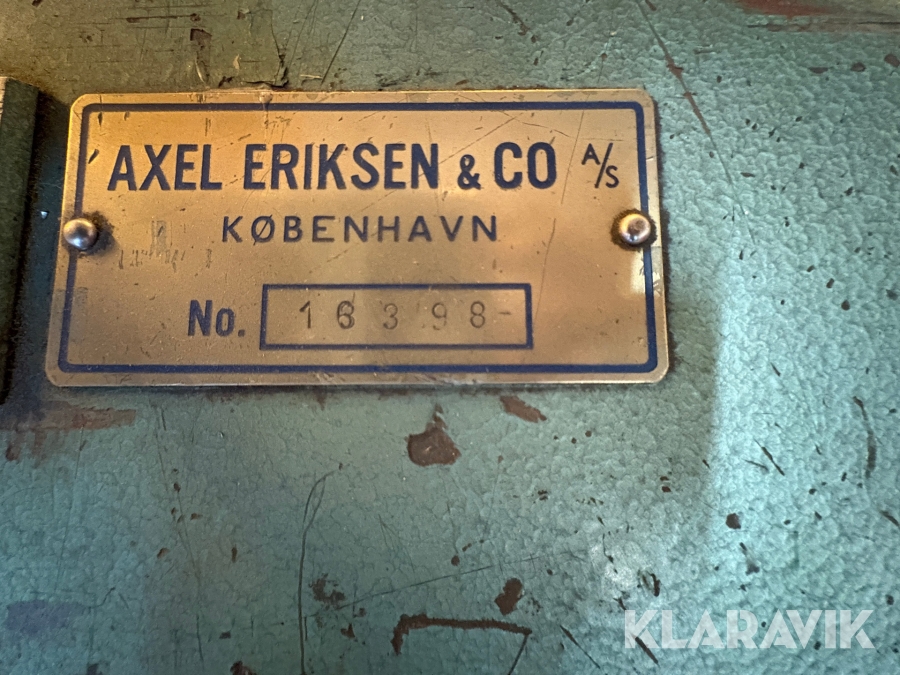 AXEL ERIKSEN & CO A/S
KØBENHAVN
No. 16398-
KLARAVIK